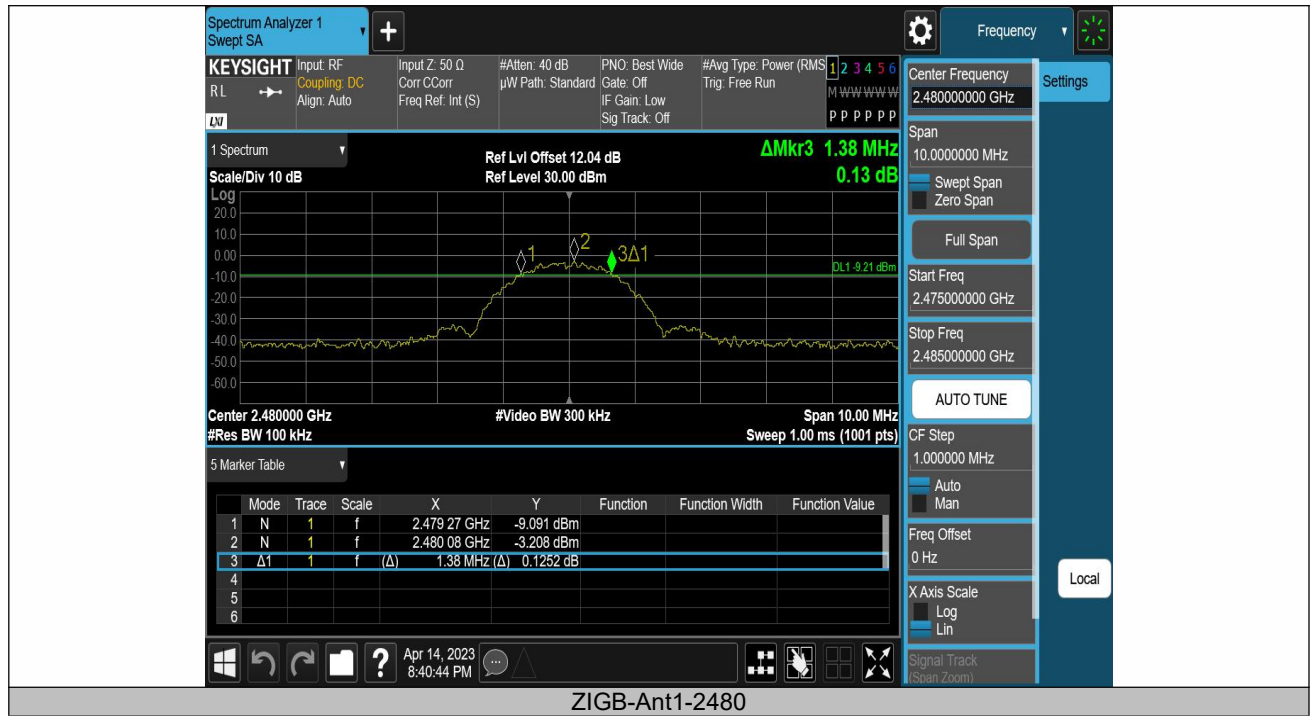 Spectrum Analyzer 1
Swept SA
+
Frequency
KEYSIGHT
RL
LXI
Input: RF
Coupling: DC
Align: Auto
Input Z: 50 Ω
Corr CCorr
Freq Ref: Int (S)
#Atten: 40 dB
µW Path: Standard
PNO: Best Wide
Gate: Off
IF Gain: Low
Sig Track: Off
#Avg Type: Power (RMS
Trig: Free Run
1 2 3 4 5 6
M W W W W W
P P P P P P
Center Frequency
2.480000000 GHz
Settings
Span
10.0000000 MHz
Swept Span
Zero Span
Full Span
Start Freq
2.475000000 GHz
Stop Freq
2.485000000 GHz
AUTO TUNE
CF Step
1.000000 MHz
Auto
Man
Freq Offset
0 Hz
X Axis Scale
Log
Lin
Signal Track
(Span Zoom)
Local
1 Spectrum
Scale/Div 10 dB
Ref Lvl Offset 12.04 dB
Ref Level 30.00 dBm
ΔMkr3 1.38 MHz
0.13 dB
Log
20.0
10.0
0.00
-10.0
-20.0
-30.0
-40.0
-50.0
-60.0
1
2
3Δ1
DL1 -9.21 dBm
Center 2.480000 GHz
#Res BW 100 kHz
#Video BW 300 kHz
Span 10.00 MHz
Sweep 1.00 ms (1001 pts)
5 Marker Table
Mode Trace Scale X Y Function Function Width Function Value
1 N 1 f 2.479 27 GHz -9.091 dBm
2 N 1 f 2.480 08 GHz -3.208 dBm
3 Δ1 1 f (Δ) 1.38 MHz (Δ) 0.1252 dB
4
5
6
?
Apr 14, 2023
8:40:44 PM
ZIGB-Ant1-2480